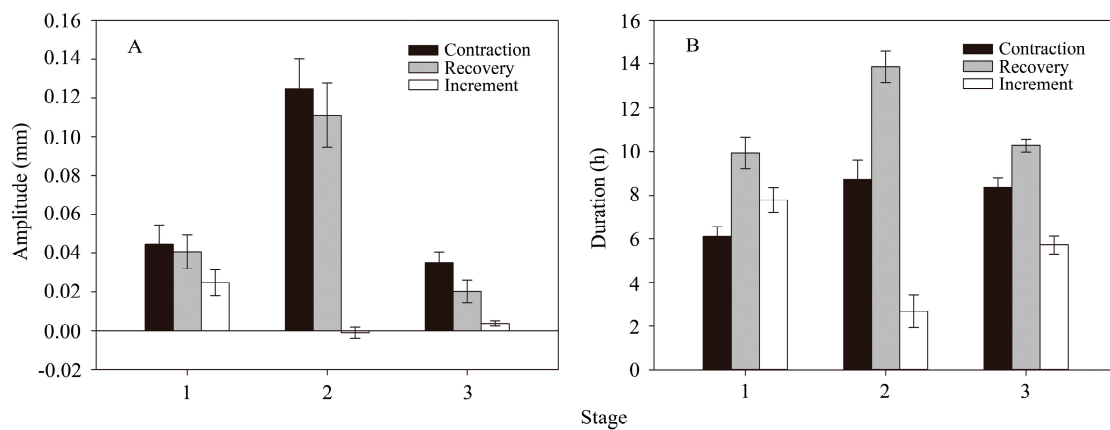 A
Contraction
Recovery
Increment
Amplitude (mm)
0.16
0.14
0.12
0.10
0.08
0.06
0.04
0.02
0.00
-0.02
1 2 3
B
Contraction
Recovery
Increment
Duration (h)
16
14
12
10
8
6
4
2
0
1 2 3
Stage